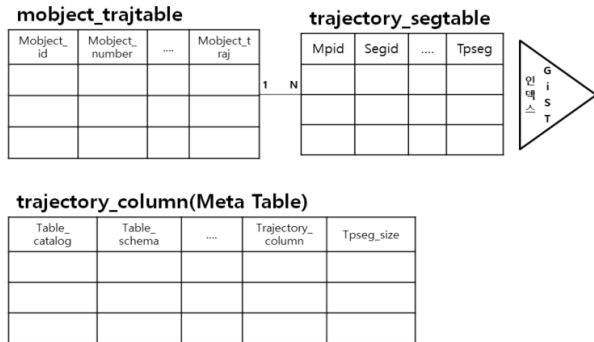 mobject_trajtable
Mobject_
id
Mobject_
number
....
Mobject_t
raj
1 N
trajectory_segtable
Mpid
Segid
....
Tpseg
인덱스
GiST
trajectory_column(Meta Table)
Table_
catalog
Table_
schema
....
Trajectory_
column
Tpseg_size